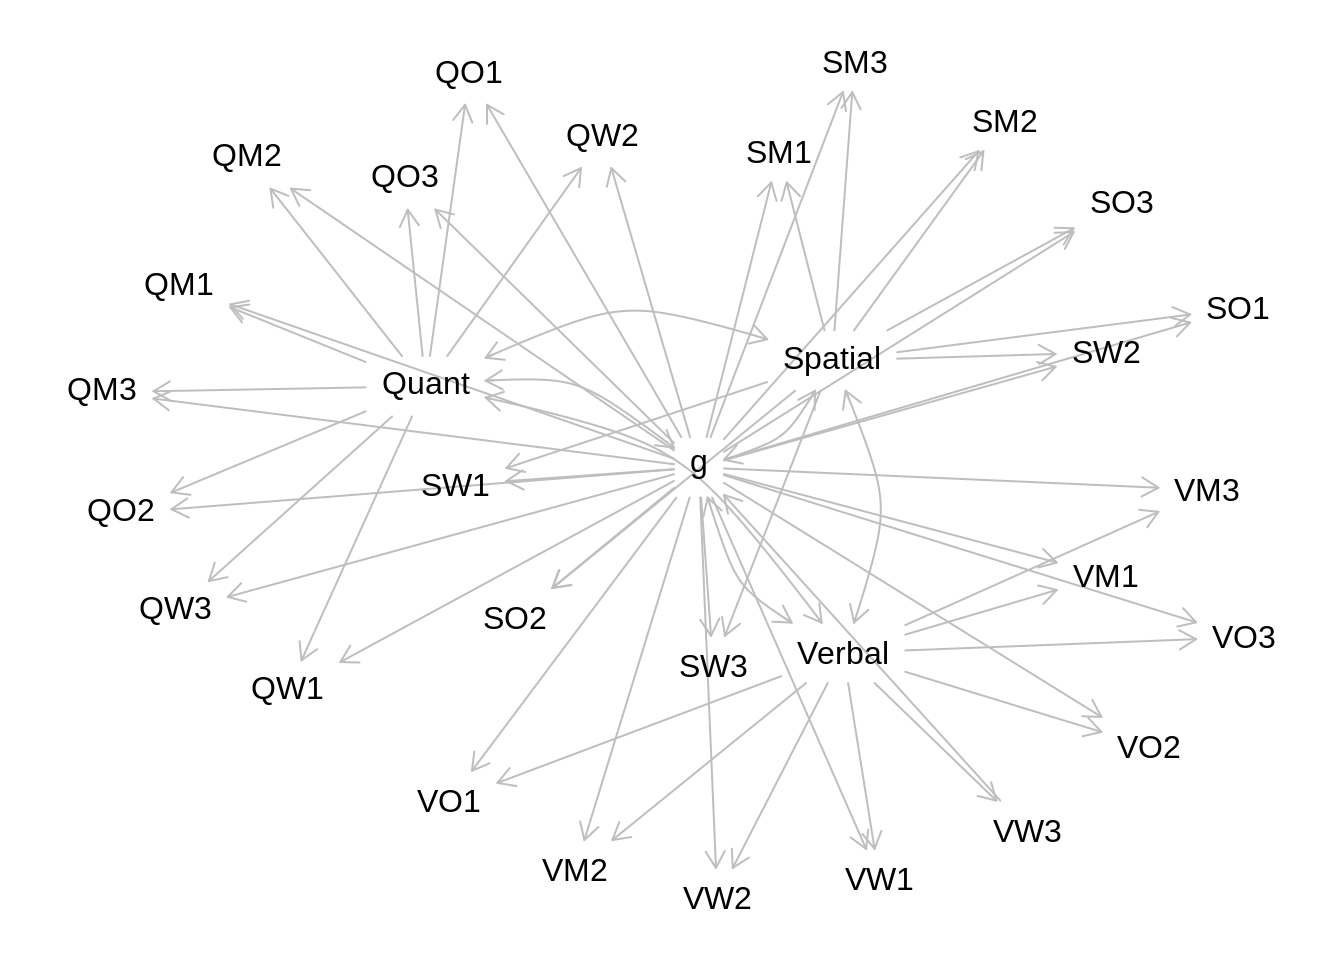 SM3
QO1
SM2
QW2
SM1
QM2
QO3
SO3
QM1
SO1
SW2
Spatial
Quant
QM3
g
SW1
VM3
QO2
VM1
QW3
SO2
VO3
Verbal
SW3
QW1
VO2
VO1
VW3
VM2
VW1
VW2